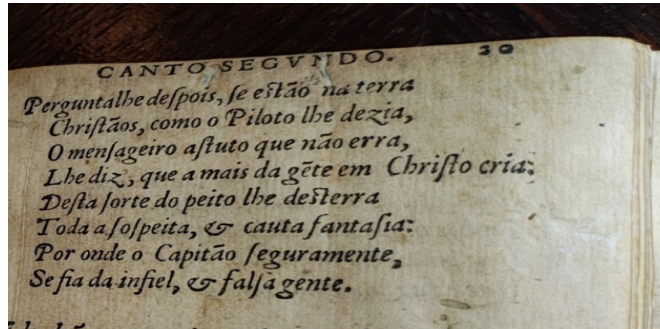 CANTO SEGVNDO. 20
Perguntalhe deſpois, ſe eſtão na terra
Chriſtãos, como o Piloto lhe dezia,
O menſageiro aſtuto que não erra,
Lhe diz, que a mais da gẽte em Chriſto cria:
Deſta ſorte do peito lhe deſterra
Toda a ſoſpeita, & cauta fantaſia:
Por onde o Capitão ſeguramente,
Se fia da infiel, & falſa gente.